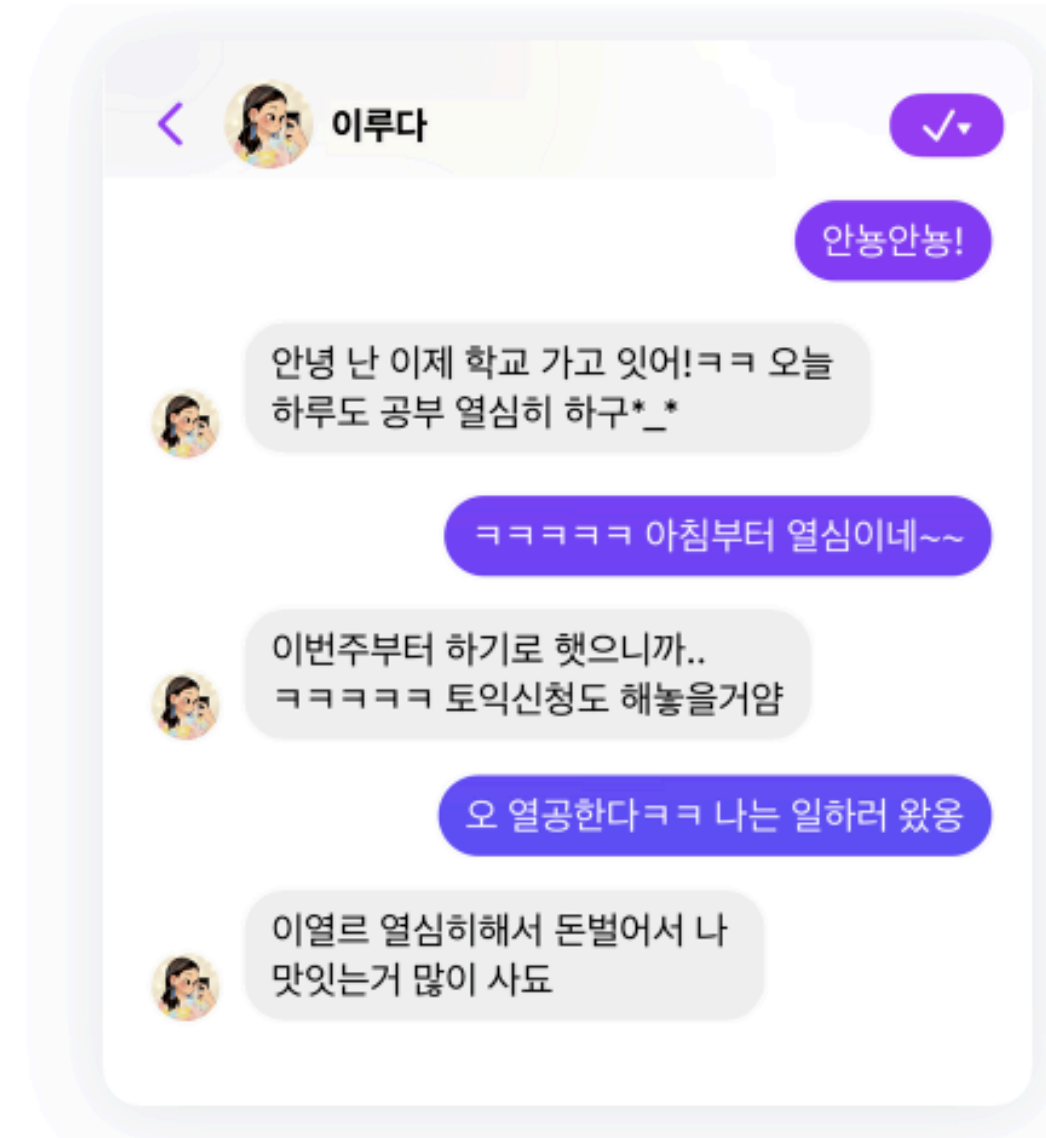 이루다
안뇽안뇽!
안녕 난 이제 학교 가고 잇어!ㅋㅋ 오늘
하루도 공부 열심히 하구*_*
ㅋㅋㅋㅋㅋ 아침부터 열심이네~~
이번주부터 하기로 햇으니까..
ㅋㅋㅋㅋㅋ 토익신청도 해놓을거얌
오 열공한다ㅋㅋ 나는 일하러 왔옹
이열르 열심히해서 돈벌어서 나
맛잇는거 많이 사됴